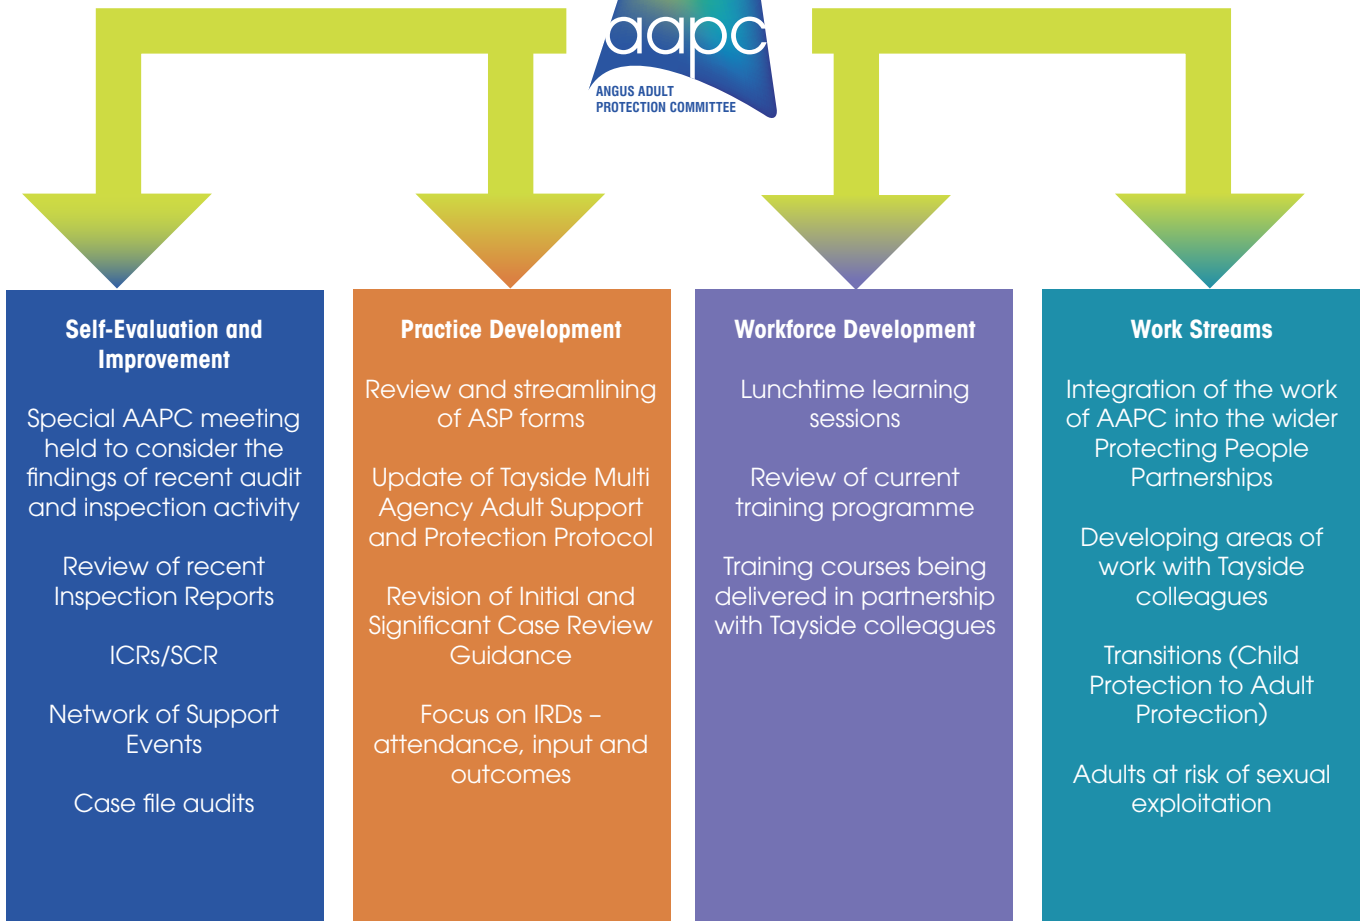 aapc
ANGUS ADULT
PROTECTION COMMITTEE
Self-Evaluation and
Improvement
Special AAPC meeting
held to consider the
findings of recent audit
and inspection activity
Review of recent
Inspection Reports
ICRs/SCR
Network of Support
Events
Case file audits
Practice Development
Review and streamlining
of ASP forms
Update of Tayside Multi
Agency Adult Support
and Protection Protocol
Revision of Initial and
Significant Case Review
Guidance
Focus on IRDs –
attendance, input and
outcomes
Workforce Development
Lunchtime learning
sessions
Review of current
training programme
Training courses being
delivered in partnership
with Tayside colleagues
Work Streams
Integration of the work
of AAPC into the wider
Protecting People
Partnerships
Developing areas of
work with Tayside
colleagues
Transitions (Child
Protection to Adult
Protection)
Adults at risk of sexual
exploitation